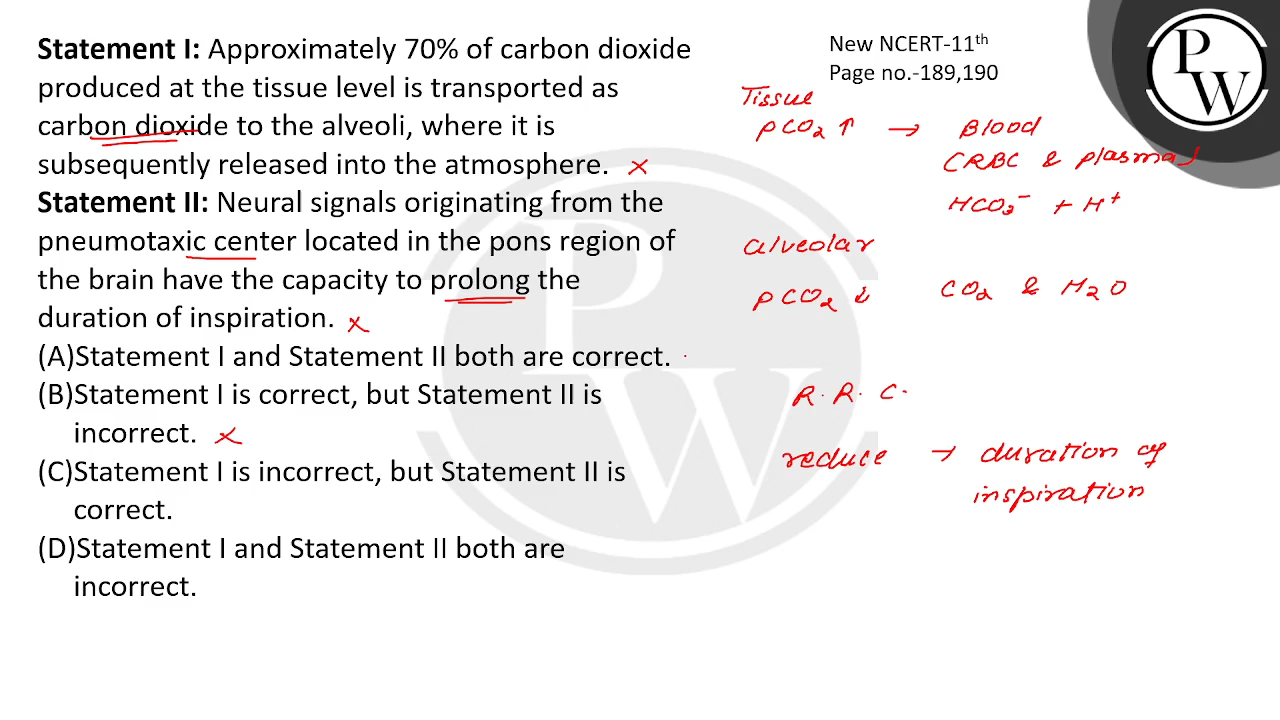 Statement I: Approximately 70% of carbon dioxide
produced at the tissue level is transported as
carbon dioxide to the alveoli, where it is
subsequently released into the atmosphere. ×
Statement II: Neural signals originating from the
pneumotaxic center located in the pons region of
the brain have the capacity to prolong the
duration of inspiration. ×
(A)Statement I and Statement II both are correct.
(B)Statement I is correct, but Statement II is
incorrect. ×
(C)Statement I is incorrect, but Statement II is
correct.
(D)Statement I and Statement II both are
incorrect.
New NCERT-11th
Page no.-189,190
Tissue
pCO2 ↑ → Blood
(RBC & plasma)
HCO3- + H+
alveolar
pCO2 ↓ CO2 & H2O
R. R. C.
reduce → duration of
inspiration
P
W
P
W